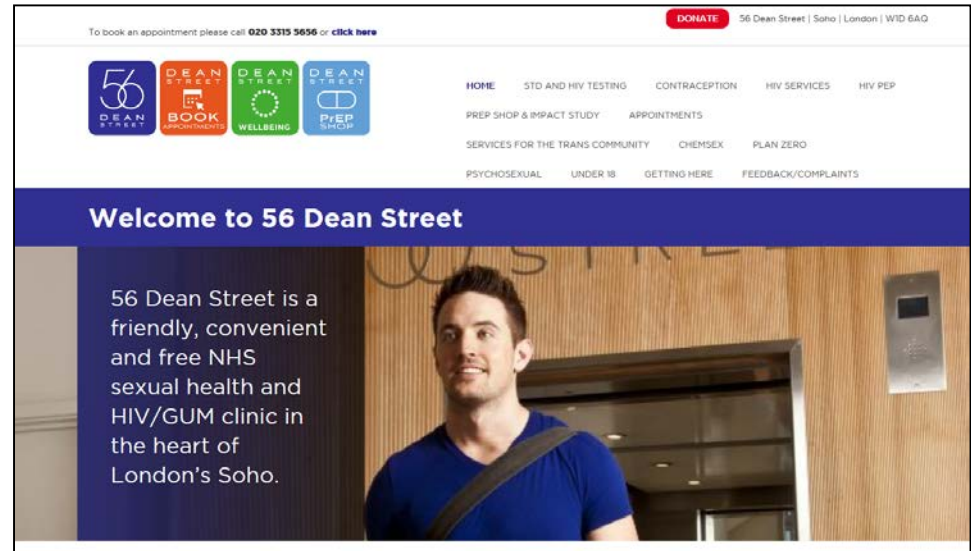 DONATE
56 Dean Street | Soho | London | W1D 6AQ
To book an appointment please call 020 3315 5656 or click here
56
DEAN
STREET
DEAN
STREET
BOOK
APPOINTMENTS
DEAN
STREET
WELLBEING
DEAN
STREET
PrEP
SHOP
HOME STD AND HIV TESTING CONTRACEPTION HIV SERVICES HIV PEP
PREP SHOP & IMPACT STUDY APPOINTMENTS
SERVICES FOR THE TRANS COMMUNITY CHEMSEX PLAN ZERO
PSYCHOSEXUAL UNDER 18 GETTING HERE FEEDBACK/COMPLAINTS
Welcome to 56 Dean Street
56 Dean Street is a
friendly, convenient
and free NHS
sexual health and
HIV/GUM clinic in
the heart of
London's Soho.